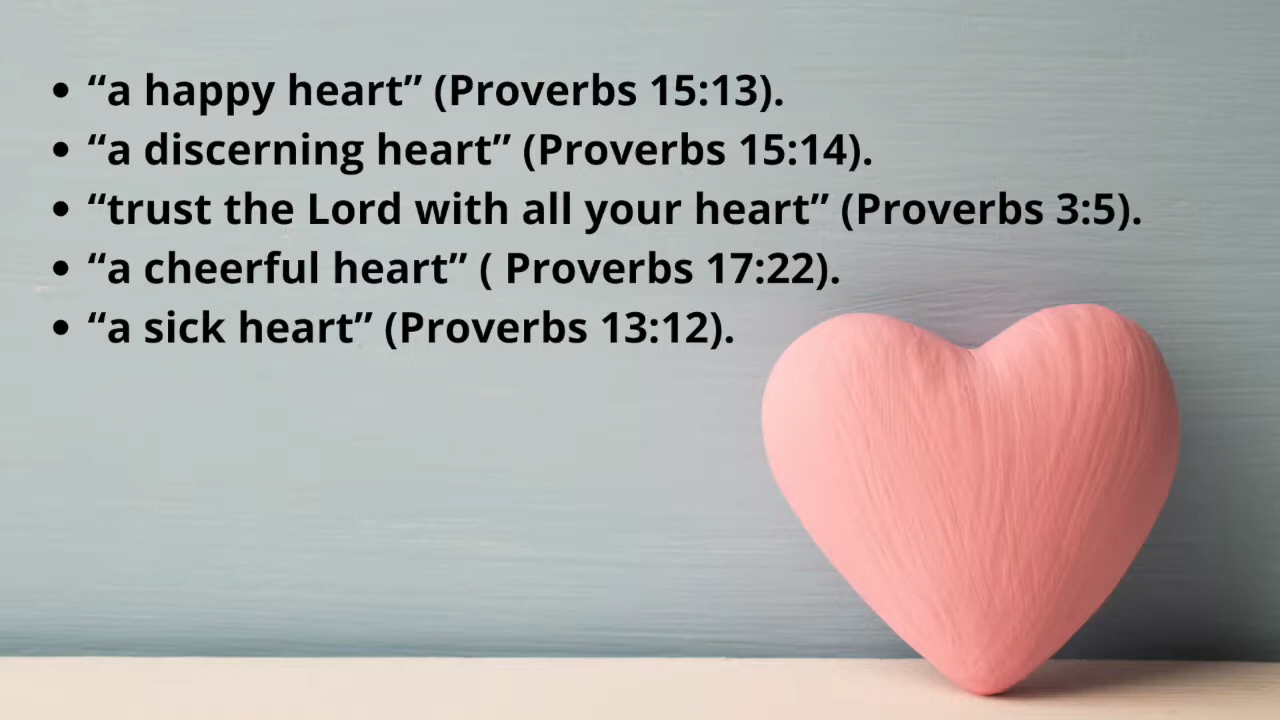 • “a happy heart” (Proverbs 15:13).
• “a discerning heart” (Proverbs 15:14).
• “trust the Lord with all your heart” (Proverbs 3:5).
• “a cheerful heart” ( Proverbs 17:22).
• “a sick heart” (Proverbs 13:12).